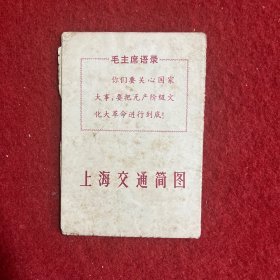 毛主席语录
你们要关心国家
大事，要把无产阶级文
化大革命进行到底！
上海交通简图